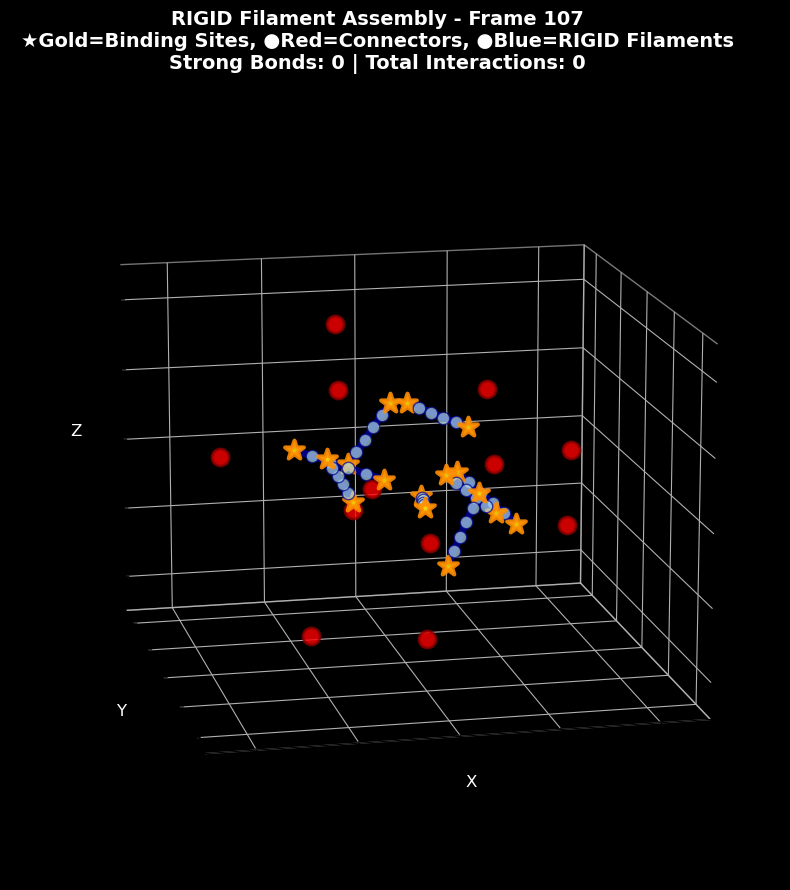 RIGID Filament Assembly - Frame 107
★Gold=Binding Sites, ●Red=Connectors, ●Blue=RIGID Filaments
Strong Bonds: 0 | Total Interactions: 0
Z
Y
X